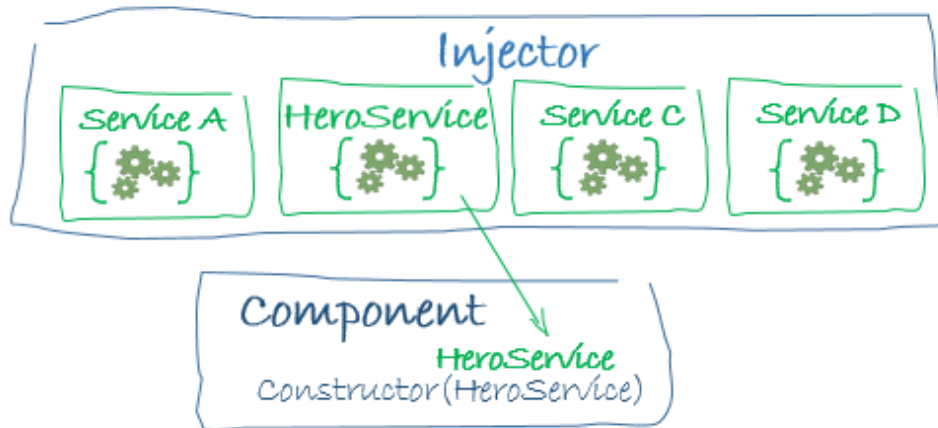 Injector
Service A
HeroService
Service C
Service D
Component
HeroService
Constructor(HeroService)